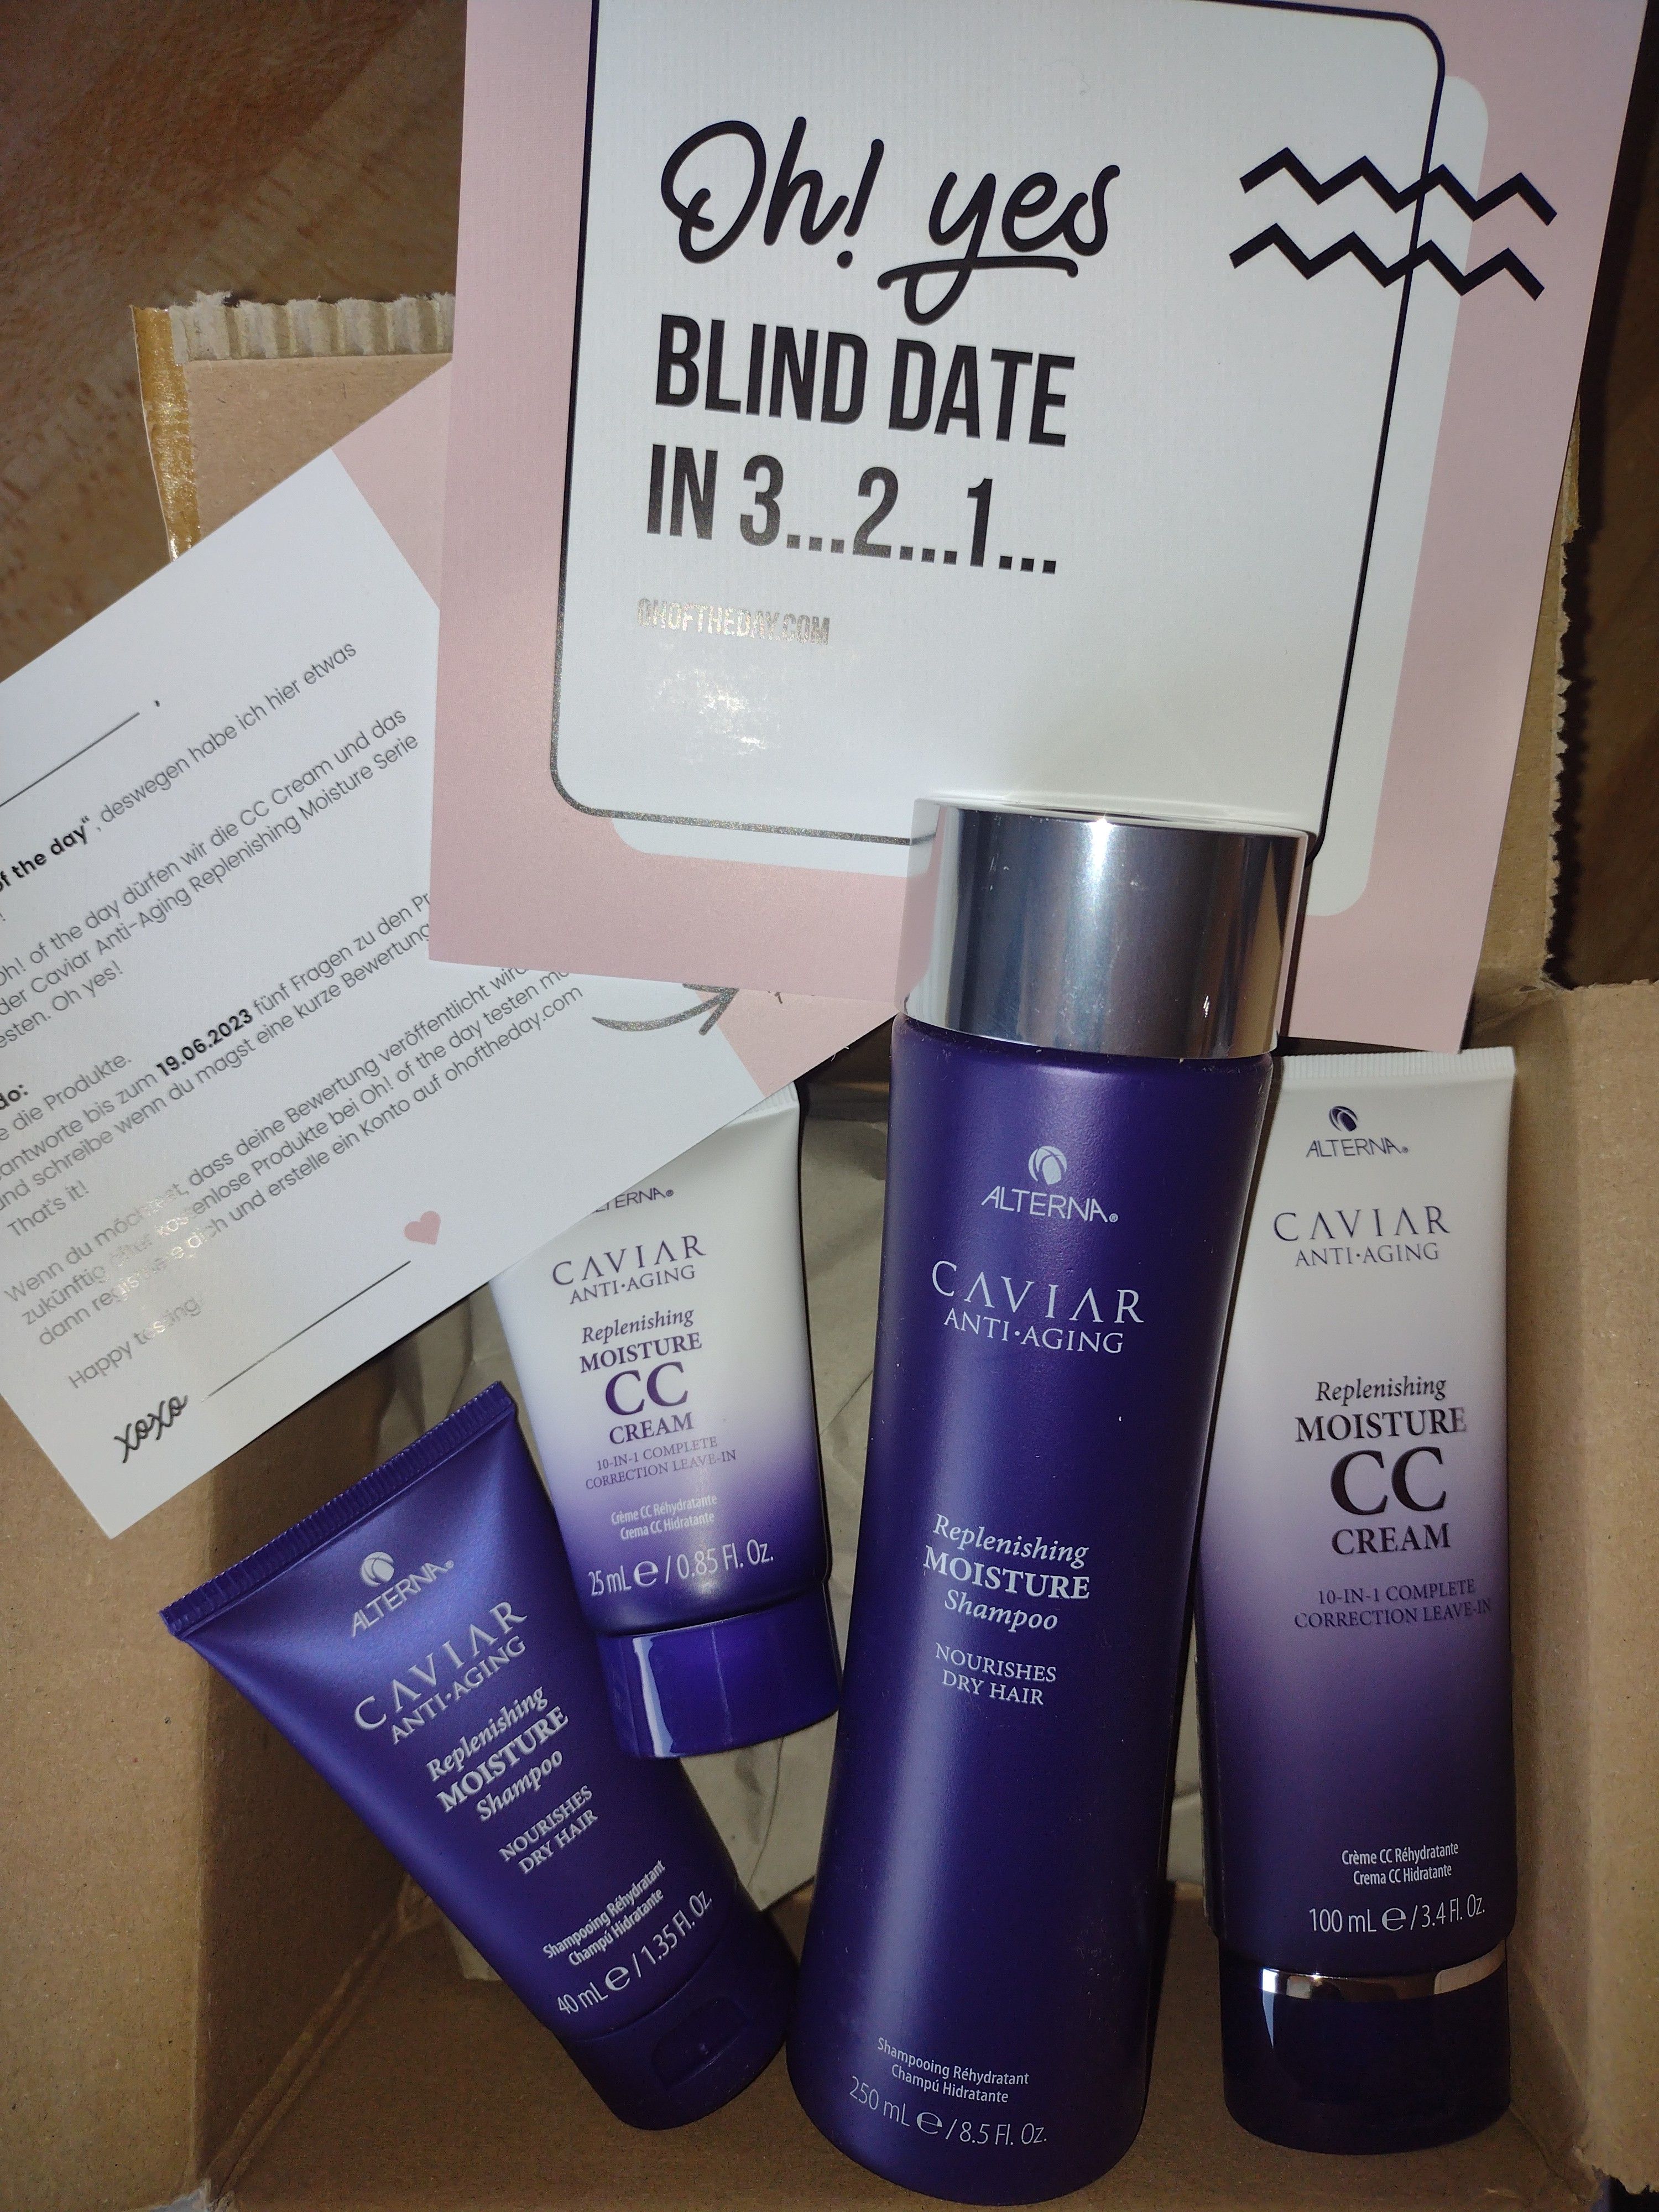 Oh! yes
BLIND DATE
IN 3...2...1...
OHOFTHEDAY.COM
of the day“, deswegen habe ich hier etwas
Oh! of the day dürfen wir die CC Cream und das
der Caviar Anti-Aging Replenishing Moisture Serie
Oh yes!
die Produkte.
bis zum 19.06.2023 fünf Fragen zu den
und schreibe wenn du magst eine kurze Bewertung
That's it!
Wenn du möchtest, dass deine Bewertung veröffentlicht wird
zukünftig öfter kostenlose Produkte bei Oh! of the day testen
dann registriere dich und erstelle ein Konto auf ohoftheday.com
Happy testing
xoxo
ALTERNA®
CAVIAR
ANTI•AGING
Replenishing
MOISTURE
CC
CREAM
10-IN-1 COMPLETE
CORRECTION LEAVE-IN
Crème CC Réhydratante
Crema CC Hidratante
25 mL e / 0.85 Fl. Oz.
ALTERNA®
CAVIAR
ANTI•AGING
Replenishing
MOISTURE
Shampoo
NOURISHES
DRY HAIR
Shampooing Réhydratant
Champú Hidratante
40 mL e / 1.35 Fl. Oz.
ALTERNA®
CAVIAR
ANTI•AGING
Replenishing
MOISTURE
Shampoo
NOURISHES
DRY HAIR
Shampooing Réhydratant
Champú Hidratante
250 mL e / 8.5 Fl. Oz.
ALTERNA®
CAVIAR
ANTI•AGING
Replenishing
MOISTURE
CC
CREAM
10-IN-1 COMPLETE
CORRECTION LEAVE-IN
Crème CC Réhydratante
Crema CC Hidratante
100 mL e / 3.4 Fl. Oz.